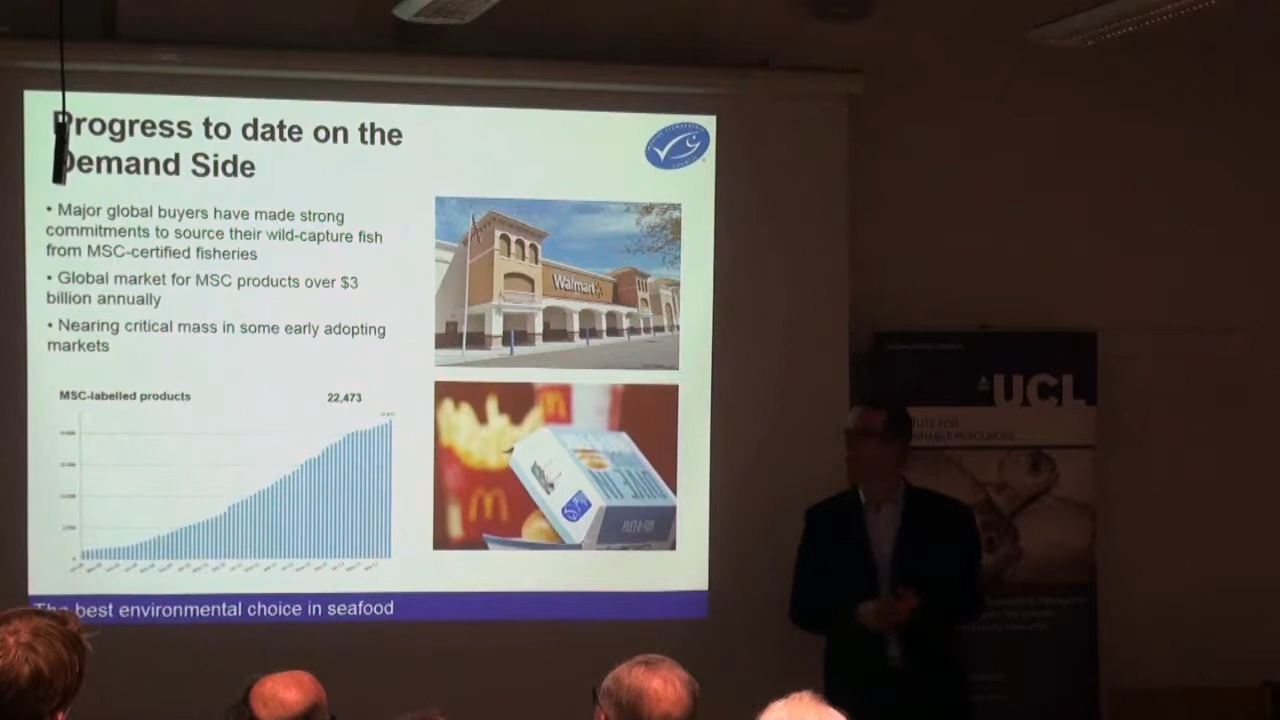 Progress to date on the
Demand Side
• Major global buyers have made strong
commitments to source their wild-capture fish
from MSC-certified fisheries
• Global market for MSC products over $3
billion annually
• Nearing critical mass in some early adopting
markets
Walmart
MSC-labelled products 22,473
The best environmental choice in seafood
FILET-O-FISH
UCL